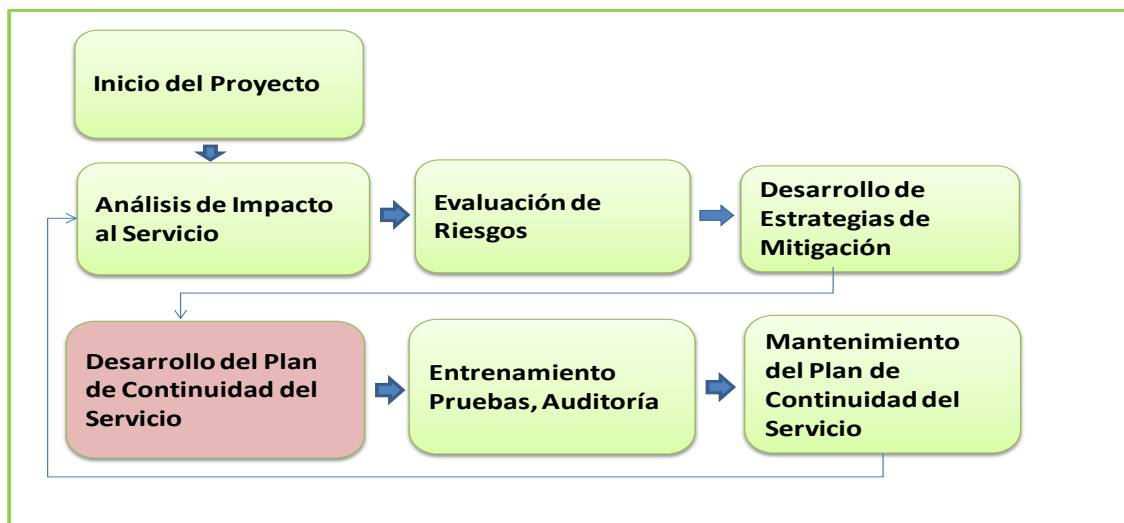 Inicio del Proyecto
Análisis de Impacto
al Servicio
Evaluación de
Riesgos
Desarrollo de
Estrategias de
Mitigación
Desarrollo del Plan
de Continuidad del
Servicio
Entrenamiento
Pruebas, Auditoría
Mantenimiento
del Plan de
Continuidad del
Servicio